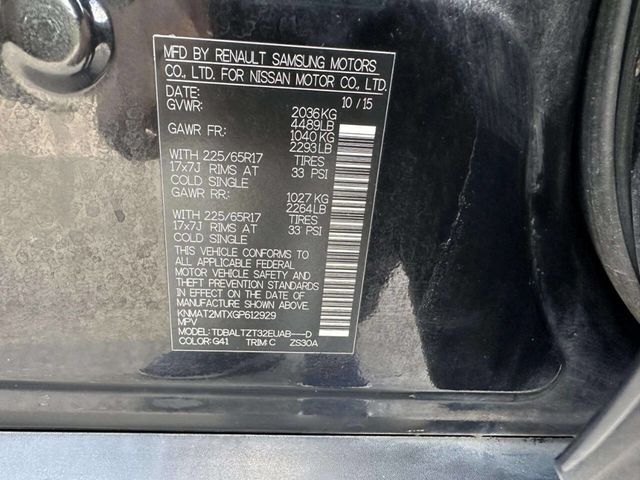 MFD BY RENAULT SAMSUNG MOTORS
CO., LTD. FOR NISSAN MOTOR CO., LTD.
DATE: 10 / 15
GVWR: 2036 KG
4489LB
GAWR FR: 1040 KG
2293 LB
WITH 225/65R17 TIRES
17x7J RIMS AT 33 PSI
COLD SINGLE
GAWR RR: 1027 KG
2264LB
WITH 225/65R17 TIRES
17x7J RIMS AT 33 PSI
COLD SINGLE
THIS VEHICLE CONFORMS TO
ALL APPLICABLE FEDERAL
MOTOR VEHICLE SAFETY AND
THEFT PREVENTION STANDARDS
IN EFFECT ON THE DATE OF
MANUFACTURE SHOWN ABOVE.
KNMAT2MTXGP612929
MPV
MODEL: TDBALTZT32EUAB---D
COLOR: G41 TRIM: C ZS30A